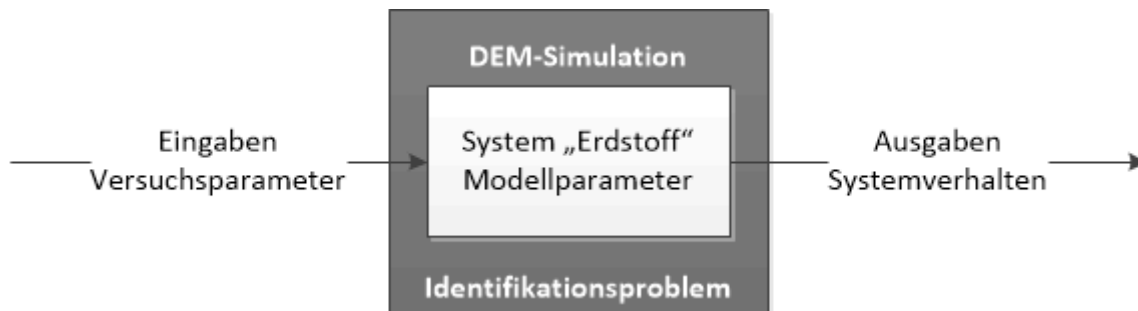 DEM-Simulation
Eingaben
Versuchsparameter
System „Erdstoff“
Modellparameter
Ausgaben
Systemverhalten
Identifikationsproblem